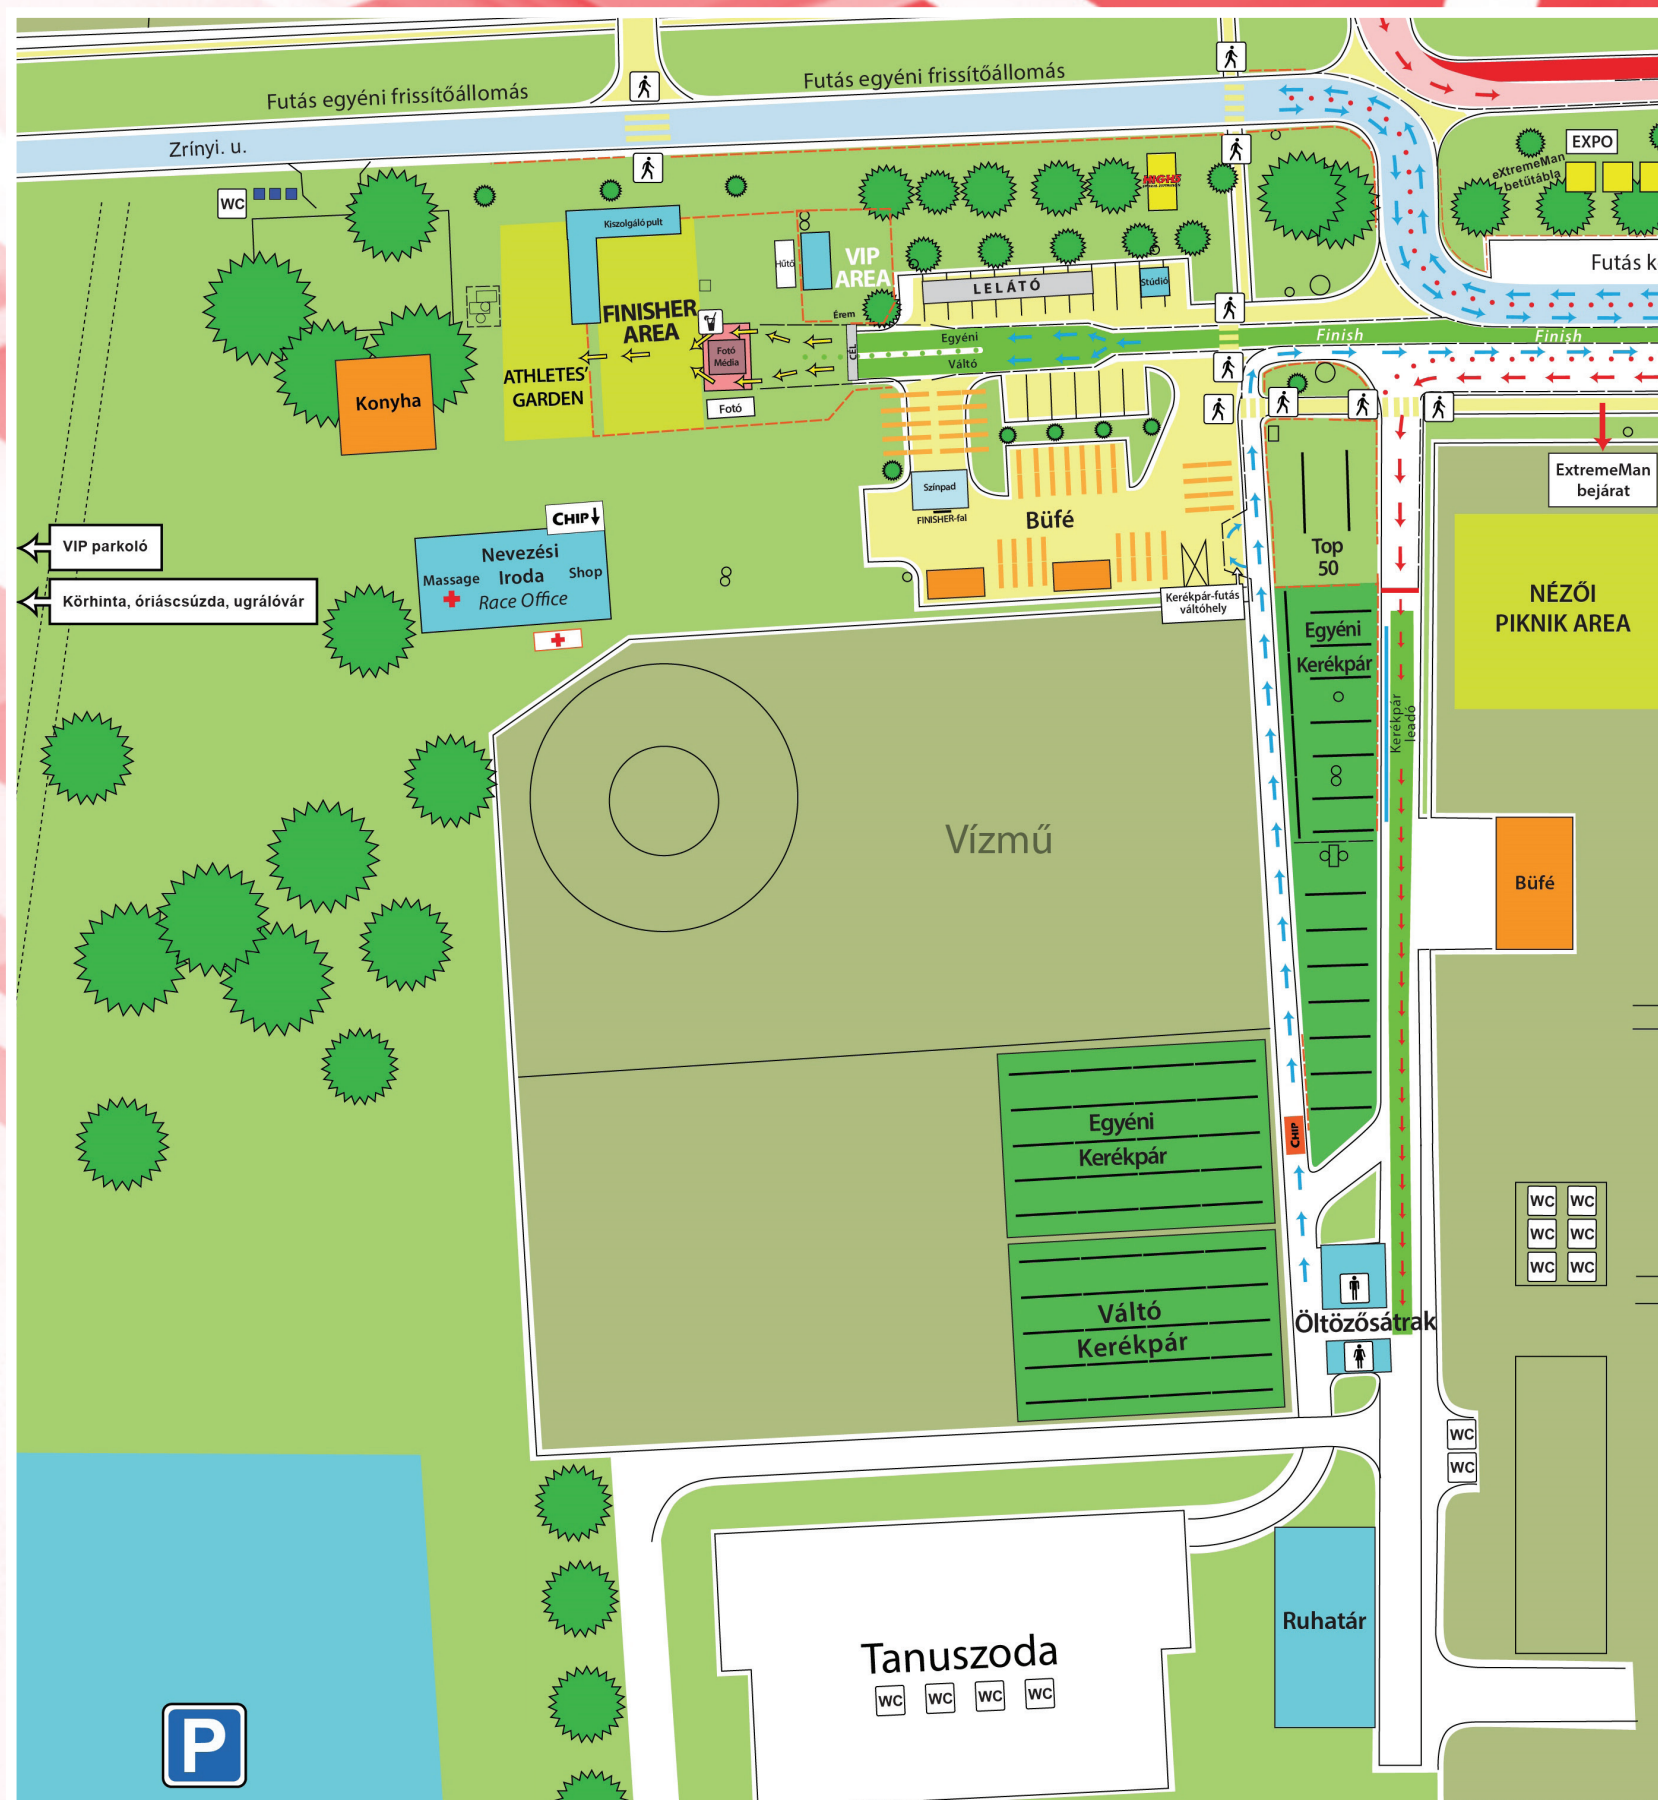 Futás egyéni frissítőállomás
Futás egyéni frissítőállomás
Zrínyi. u.
EXPO
eXtremeMan
betűtábla
WC
Kiszolgáló pult
Hűtő
VIP
AREA
LELÁTÓ
Stúdió
Futás k
FINISHER
AREA
Érem
Fotó
Média
CÉL
Egyéni
Váltó
Finish
Finish
ATHLETES'
GARDEN
Fotó
Konyha
ExtremeMan
bejárat
Színpad
FINISHER-fal
Büfé
CHIP
Nevezési
Iroda
Massage
Shop
Race Office
VIP parkoló
Körhinta, óriáscsúzda, ugrálóvár
Top
50
Kerékpár-futás
váltóhely
NÉZŐI
PIKNIK AREA
Egyéni
Kerékpár
Kerékpár
leadó
Vízmű
Büfé
Egyéni
Kerékpár
CHIP
Váltó
Kerékpár
WC WC
WC WC
WC WC
Öltözősátrak
WC
WC
Ruhatár
Tanuszoda
WC WC WC WC
P